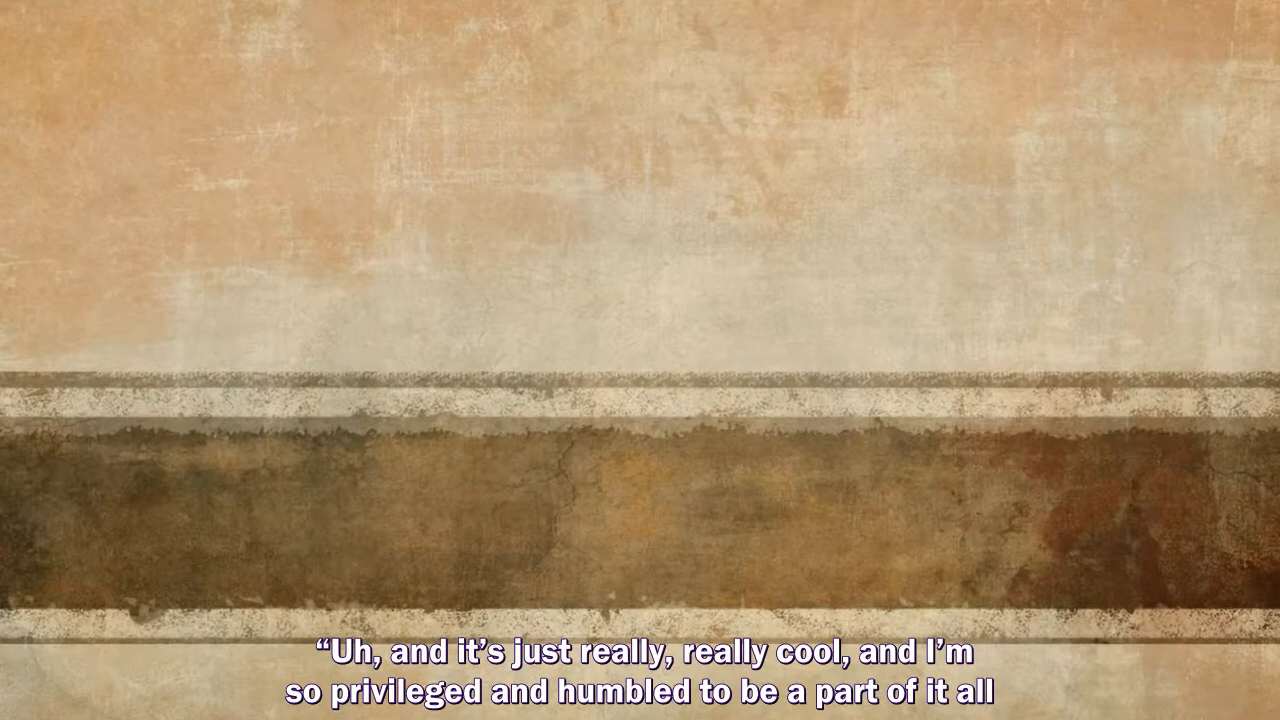 “Uh, and it’s just really, really cool, and I’m
so privileged and humbled to be a part of it all